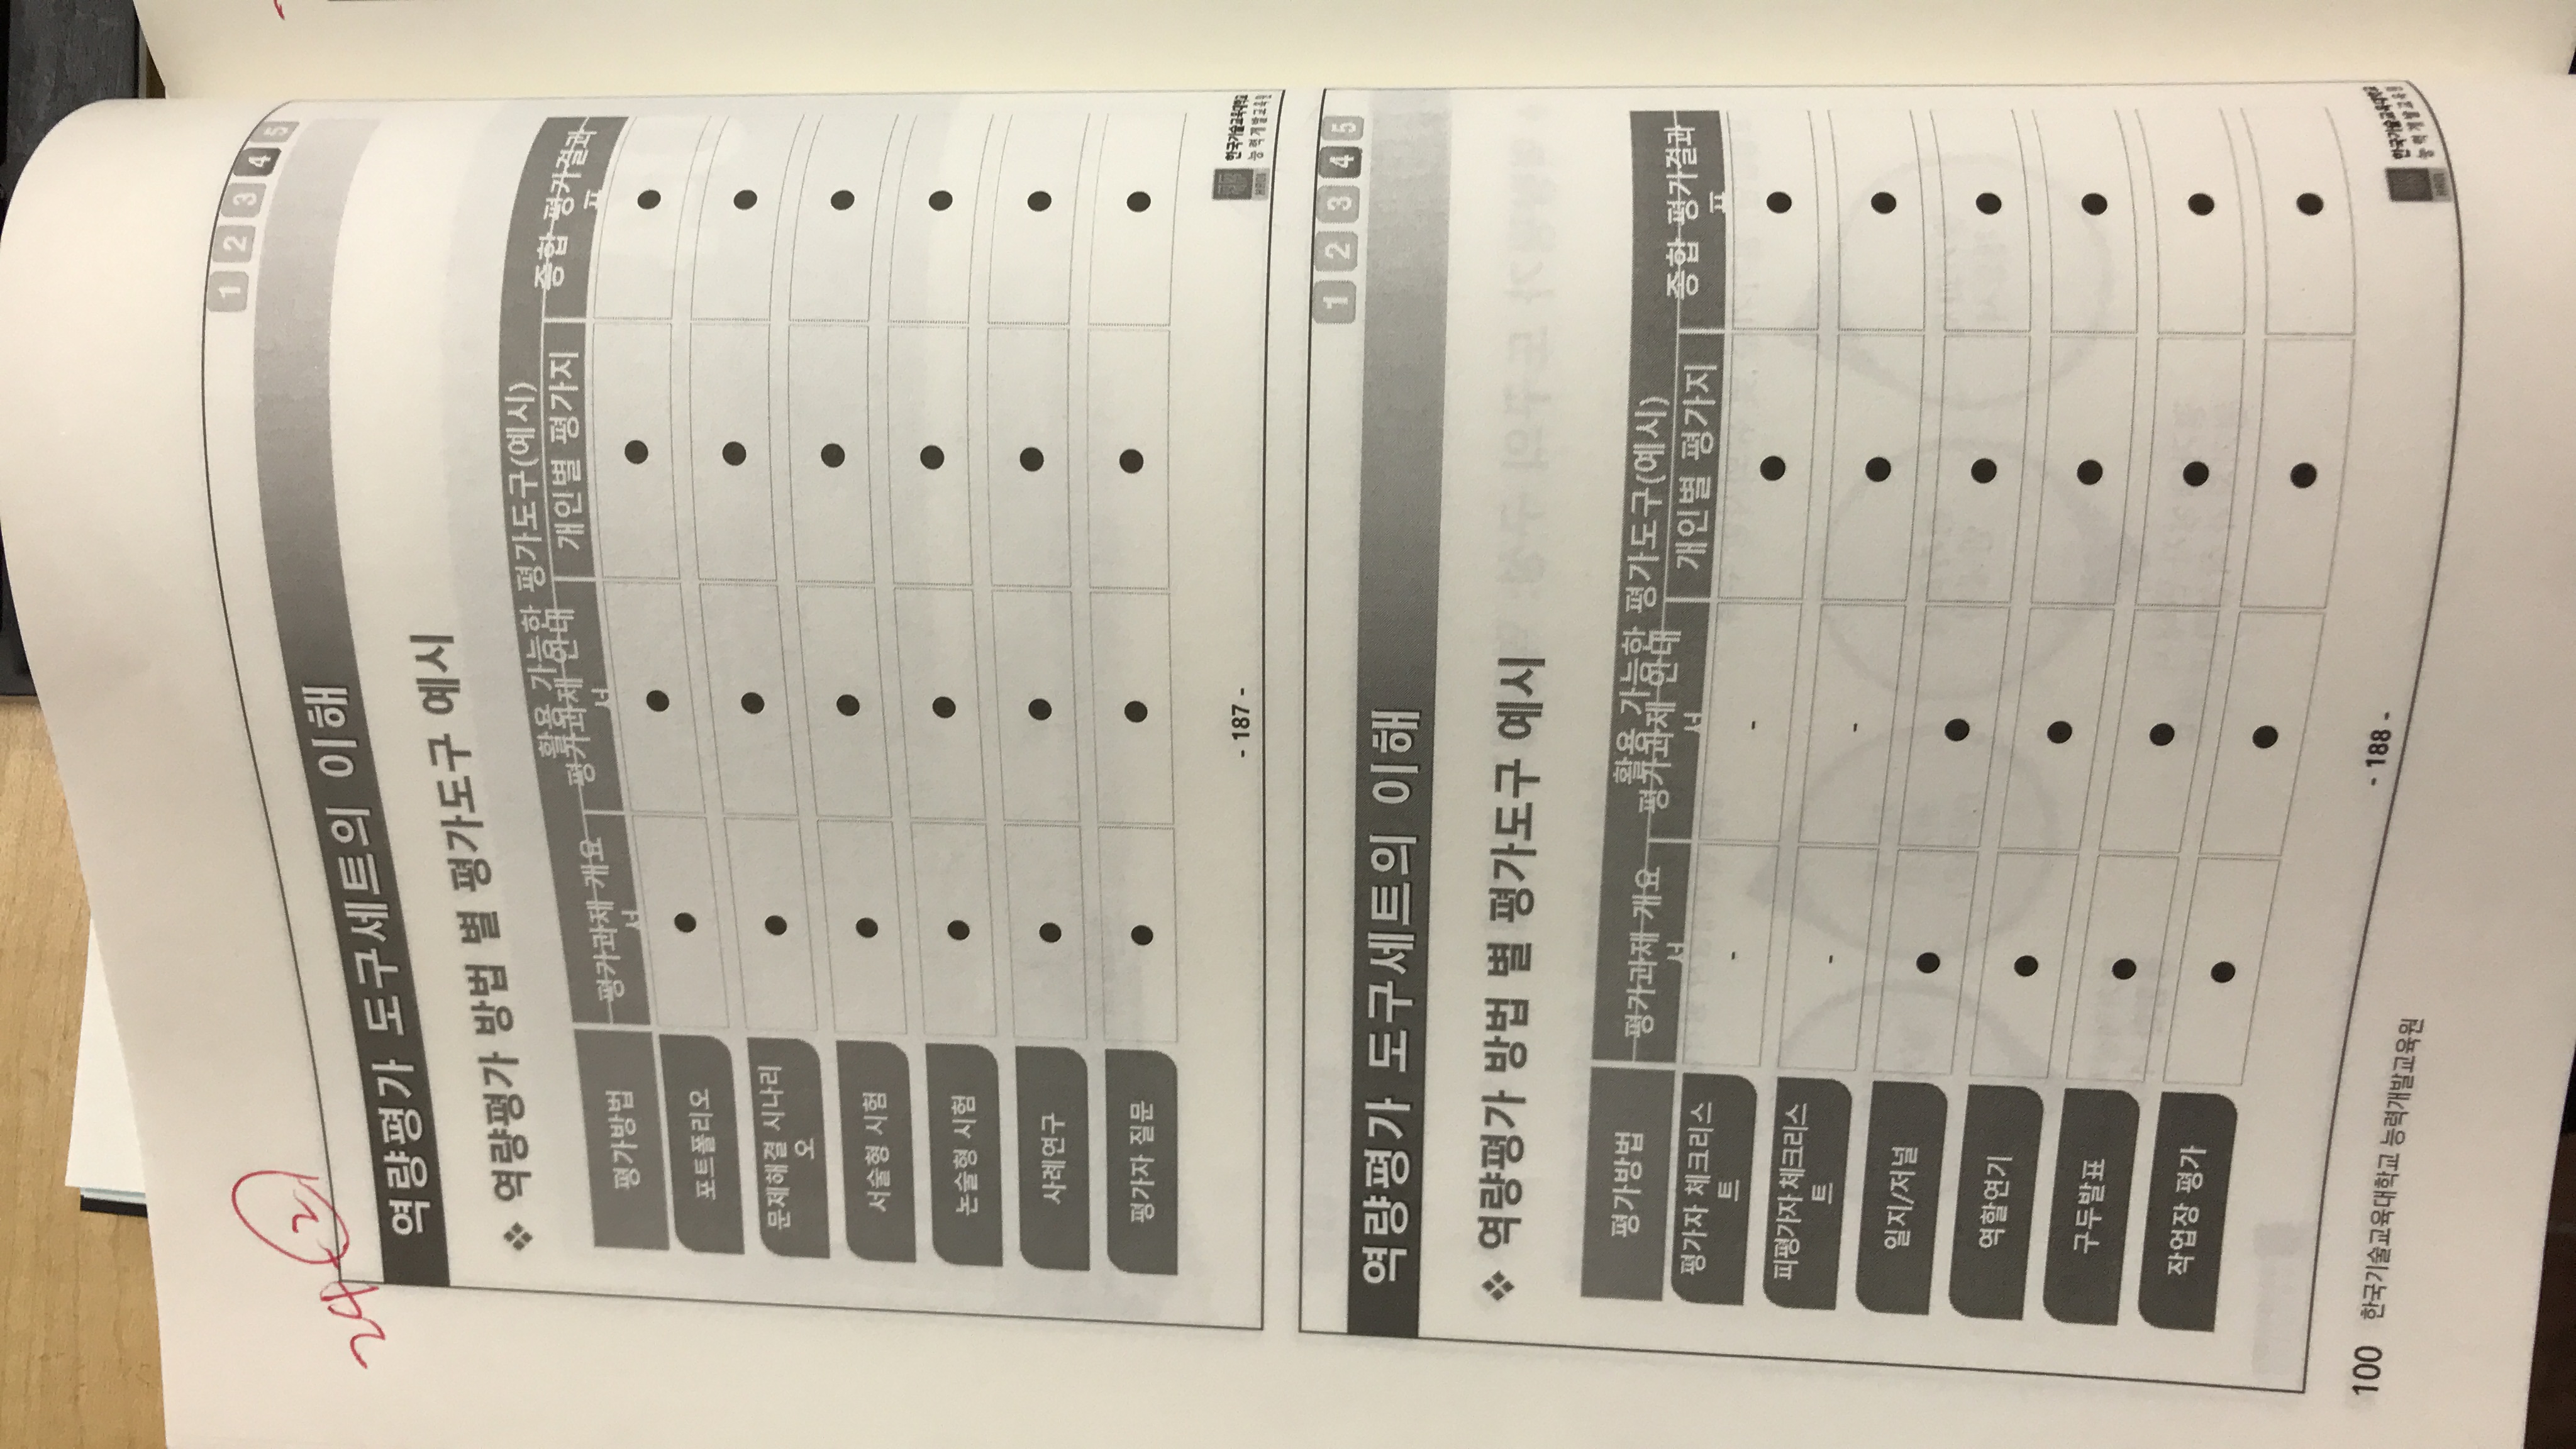 24-2
1 2 3 4 5
역량평가 도구세트의 이해
❖ 역량평가 방법 별 평가도구 예시
활용 가능한 평가도구(예시)
평가방법 평가과제 개요서 평가과제 안내서 개인별 평가지 종합 평가결과표
포트폴리오 ● ● ● ●
문제해결 시나리
오 ● ● ● ●
서술형 시험 ● ● ● ●
논술형 시험 ● ● ● ●
사례연구 ● ● ● ●
평가자 질문 ● ● ● ●
- 187 -
한국기술교육대학교
능력개발교육원
HRDI
1 2 3 4 5
역량평가 도구세트의 이해
❖ 역량평가 방법 별 평가도구 예시
활용 가능한 평가도구(예시)
평가방법 평가과제 개요서 평가과제 안내서 개인별 평가지 종합 평가결과표
평가자 체크리스
트 - - ● ●
피평가자 체크리스
트 - - ● ●
일지/저널 ● ● ● ●
역할연기 ● ● ● ●
구두발표 ● ● ● ●
작업장 평가 ● ● ● ●
- 188 -
한국기술교육대학교
능력개발교육원
HRDI
100 한국기술교육대학교 능력개발교육원